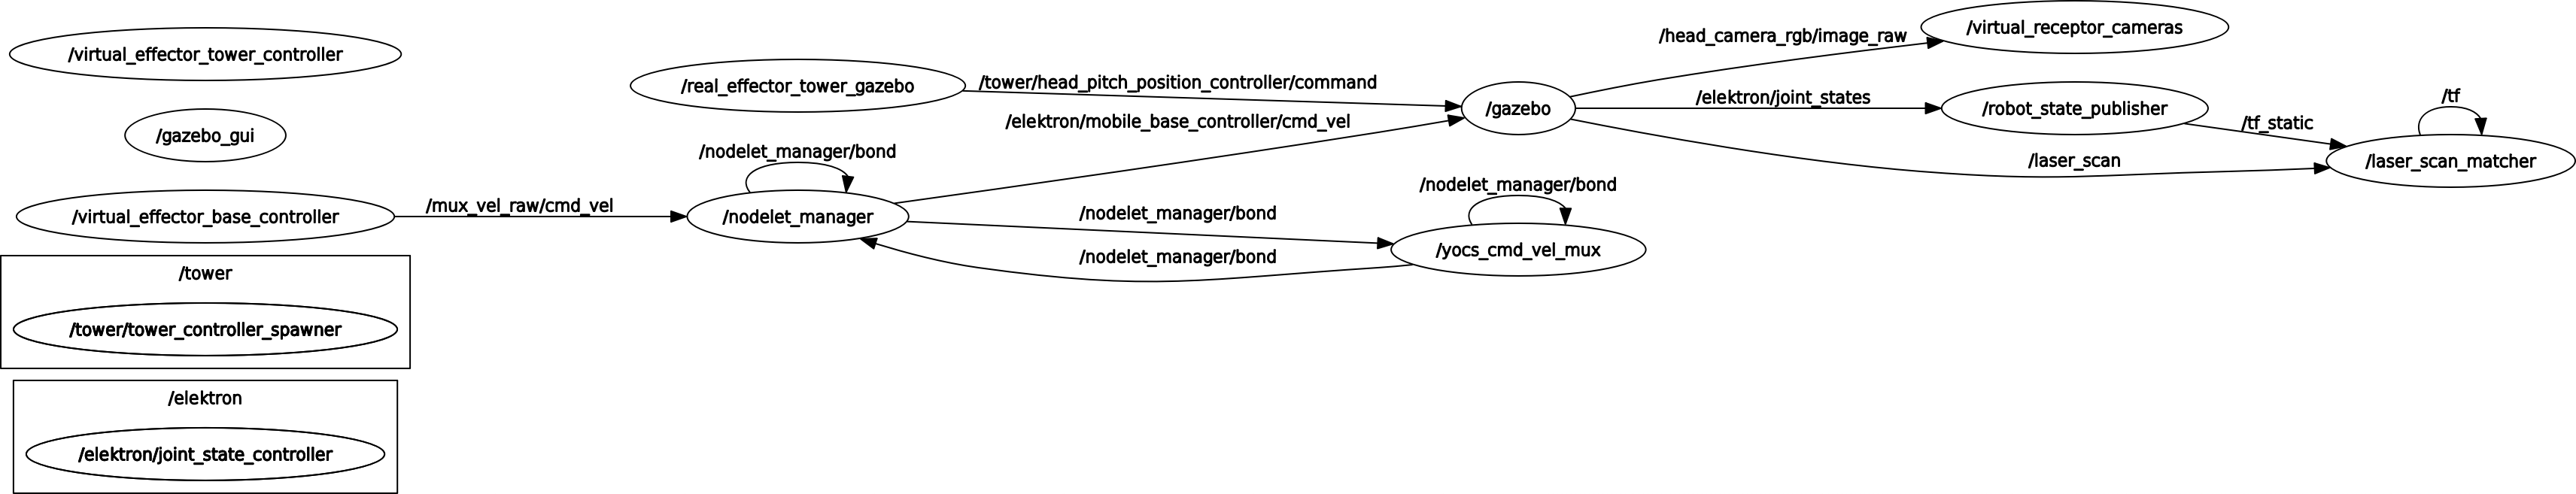 /virtual_effector_tower_controller
/gazebo_gui
/virtual_effector_base_controller
/mux_vel_raw/cmd_vel
/tower
/tower/tower_controller_spawner
/elektron
/elektron/joint_state_controller
/real_effector_tower_gazebo
/tower/head_pitch_position_controller/command
/elektron/mobile_base_controller/cmd_vel
/nodelet_manager/bond
/nodelet_manager
/nodelet_manager/bond
/nodelet_manager/bond
/nodelet_manager/bond
/yocs_cmd_vel_mux
/gazebo
/head_camera_rgb/image_raw
/virtual_receptor_cameras
/elektron/joint_states
/robot_state_publisher
/tf_static
/laser_scan
/tf
/laser_scan_matcher